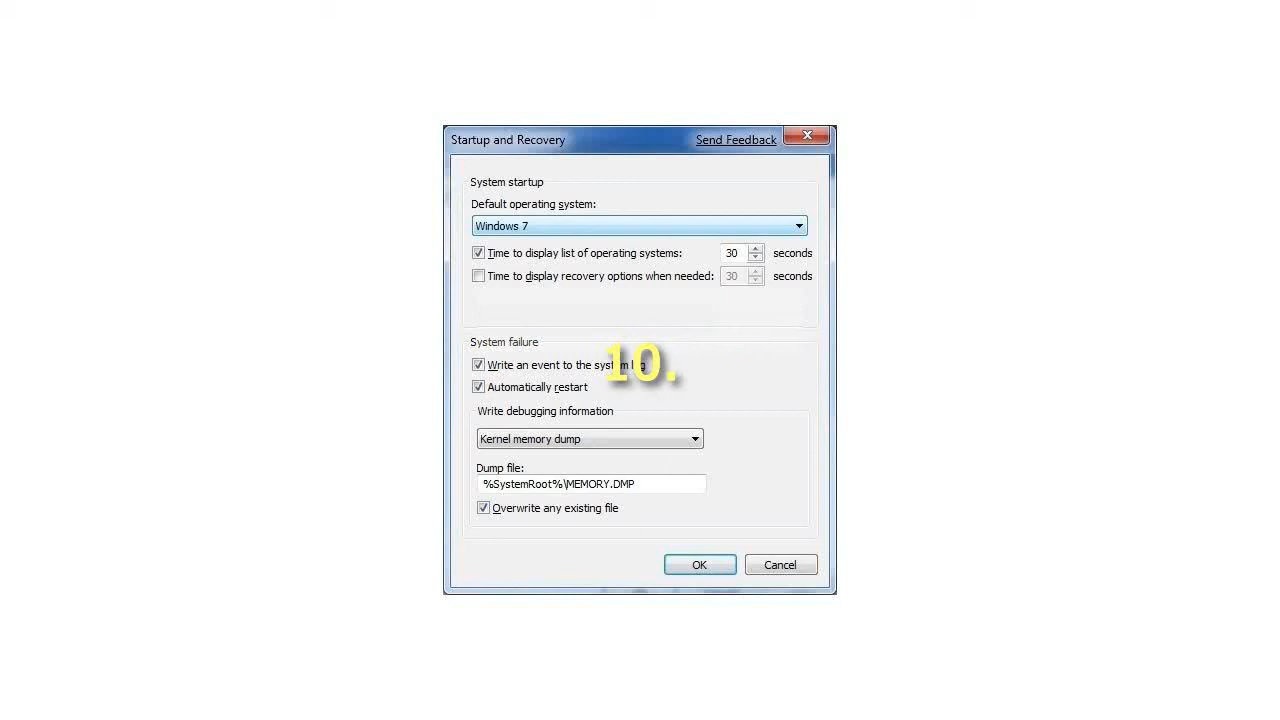 Startup and Recovery Send Feedback
System startup
Default operating system:
Windows 7
Time to display list of operating systems: 30 seconds
Time to display recovery options when needed: 30 seconds
System failure
10.
Write an event to the system log
Automatically restart
Write debugging information
Kernel memory dump
Dump file:
%SystemRoot%\MEMORY.DMP
Overwrite any existing file
OK Cancel